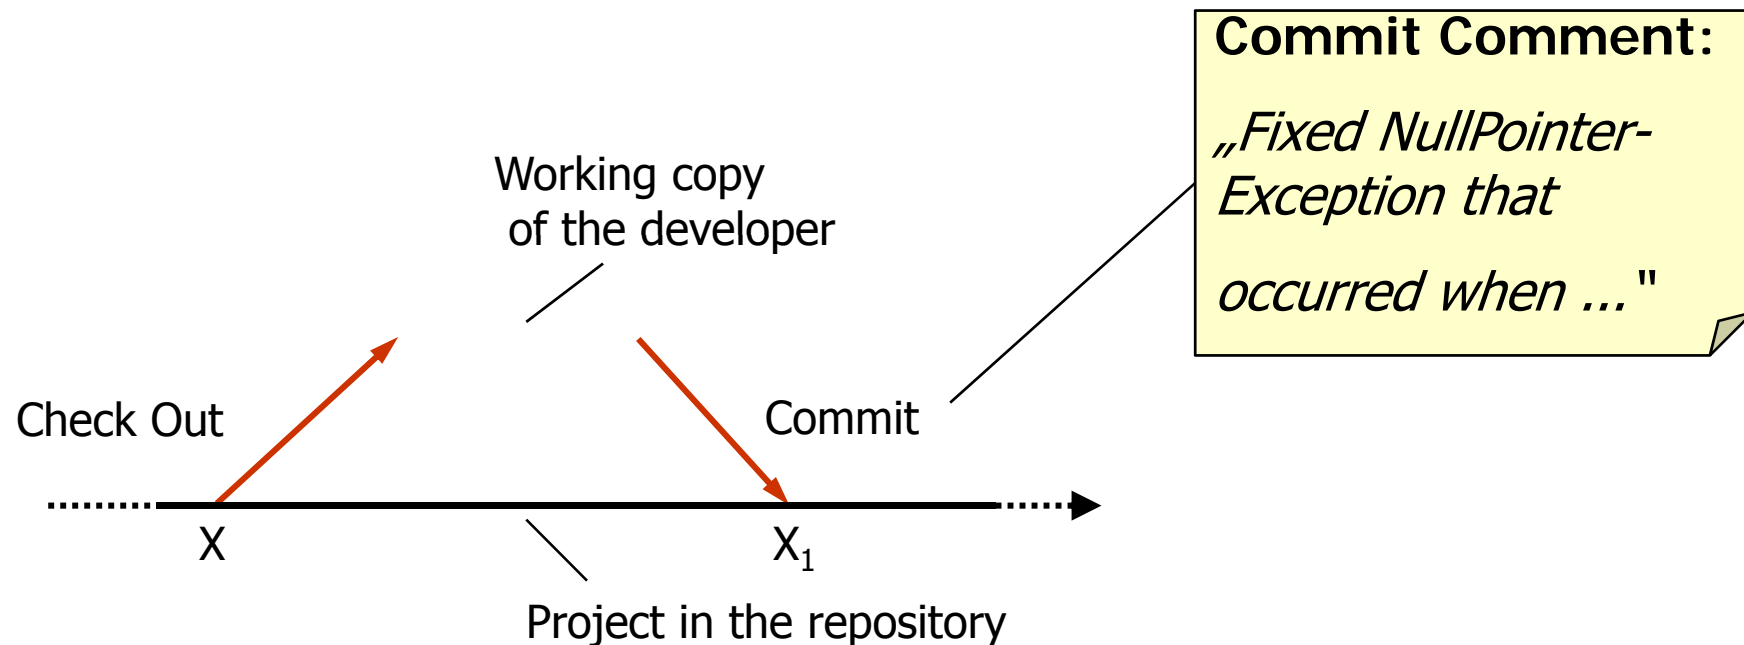 Commit Comment:
„Fixed NullPointer-
Exception that
occurred when ..."
Working copy
of the developer
Check Out
Commit
X
X₁
Project in the repository